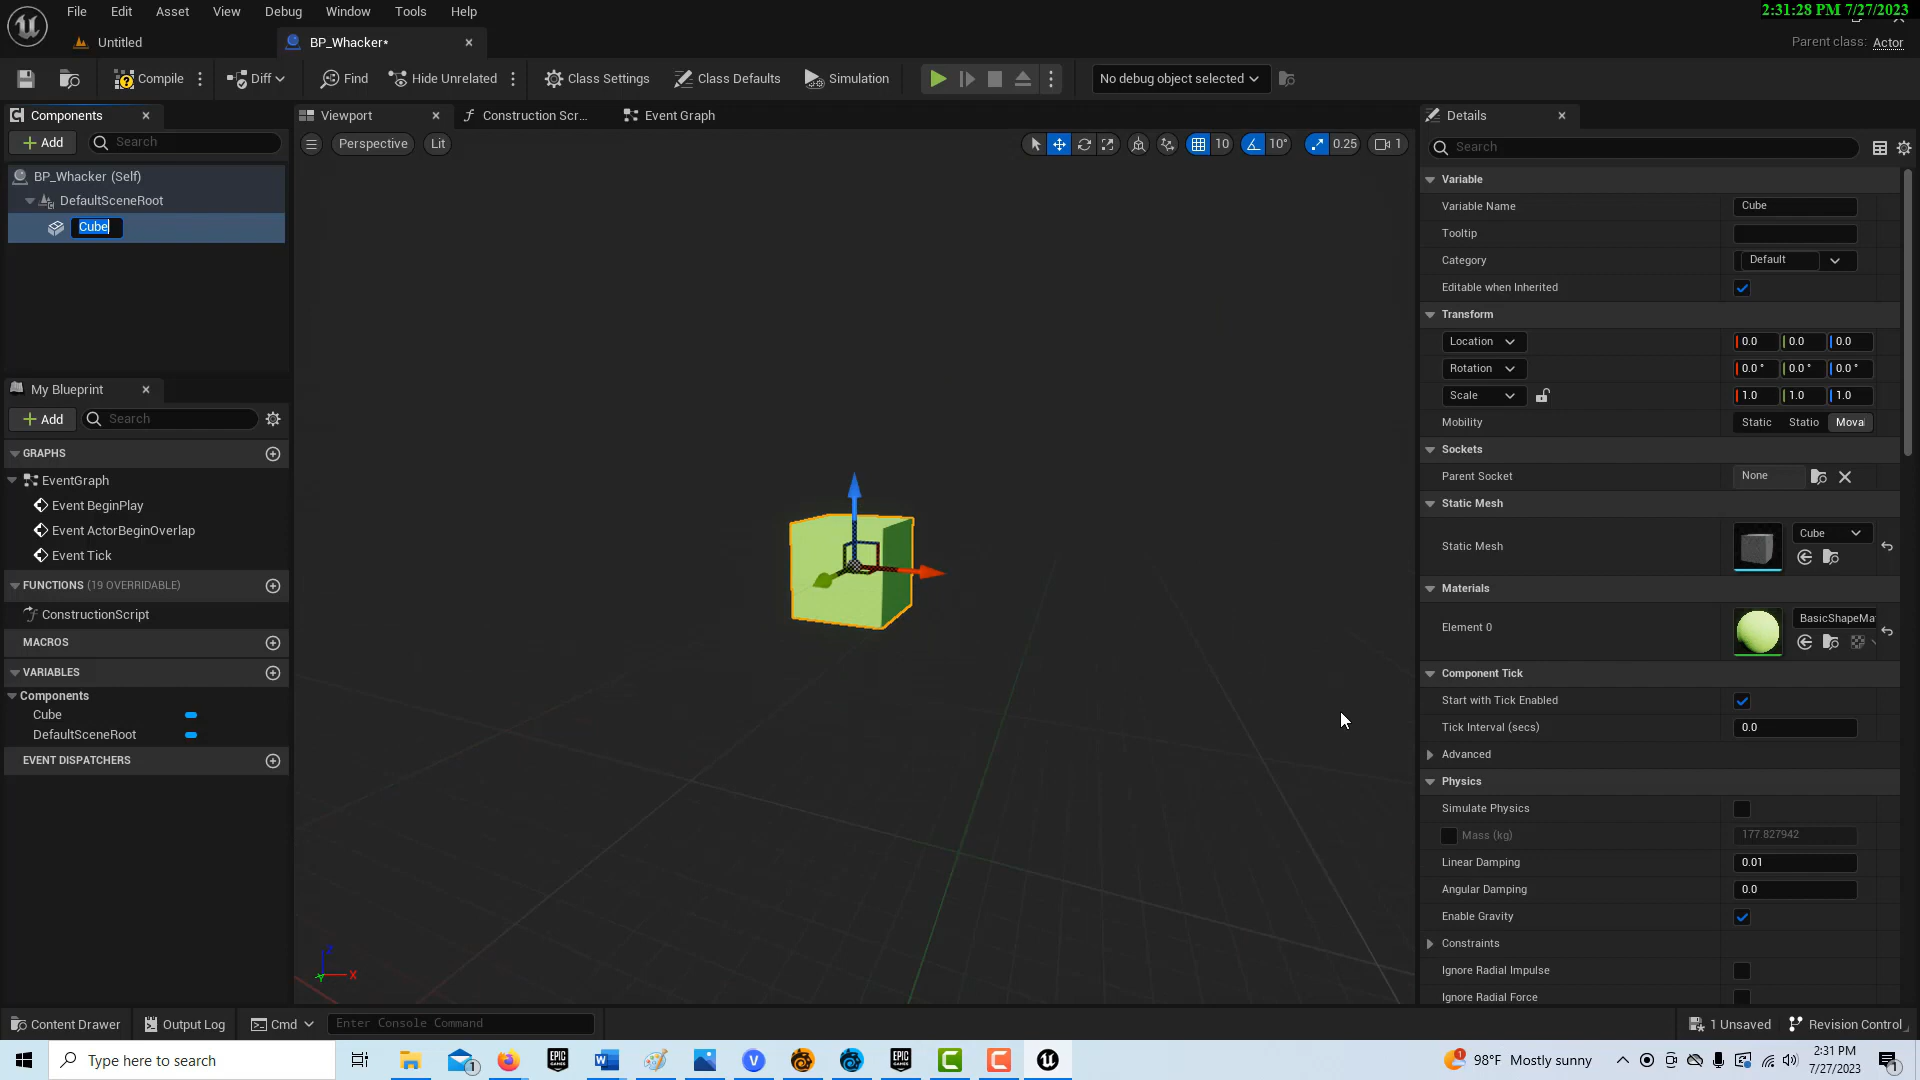 File Edit Asset View Debug Window Tools Help
2:31:28 PM 7/27/2023
Untitled
BP_Whacker*
Parent class: Actor
Compile
Diff
Find
Hide Unrelated
Class Settings
Class Defaults
Simulation
No debug object selected
Components
Add
Search
BP_Whacker (Self)
DefaultSceneRoot
Cube
My Blueprint
Add
Search
GRAPHS
EventGraph
Event BeginPlay
Event ActorBeginOverlap
Event Tick
FUNCTIONS (19 OVERRIDABLE)
ConstructionScript
MACROS
VARIABLES
Components
Cube
DefaultSceneRoot
EVENT DISPATCHERS
Viewport
Construction Scr...
Event Graph
Perspective
Lit
10
10°
0.25
1
X
Details
Search
Variable
Variable Name Cube
Tooltip
Category Default
Editable when Inherited
Transform
Location 0.0 0.0 0.0
Rotation 0.0 ° 0.0 ° 0.0 °
Scale 1.0 1.0 1.0
Mobility Static Statio Moval
Sockets
Parent Socket None
Static Mesh
Static Mesh Cube
Materials
Element 0 BasicShapeMa
Component Tick
Start with Tick Enabled
Tick Interval (secs) 0.0
Advanced
Physics
Simulate Physics
Mass (kg) 177.827942
Linear Damping 0.01
Angular Damping 0.0
Enable Gravity
Constraints
Ignore Radial Impulse
Ignore Radial Force
Content Drawer
Output Log
Cmd
Enter Console Command
1 Unsaved
Revision Control
Type here to search
EPIC GAMES
EPIC GAMES
98°F Mostly sunny
2:31 PM
7/27/2023